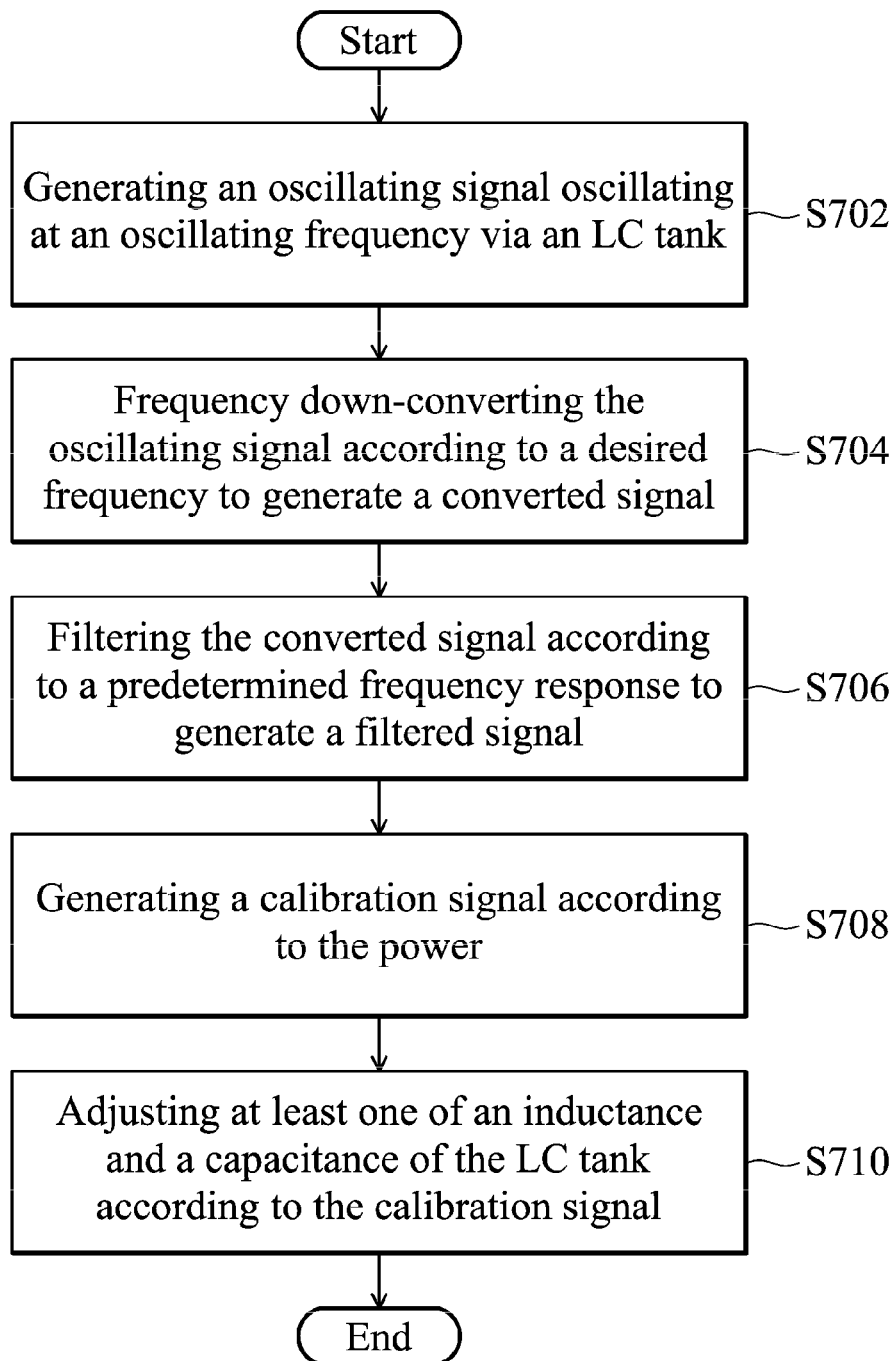 Start
Generating an oscillating signal oscillating
at an oscillating frequency via an LC tank
S702
Frequency down-converting the
oscillating signal according to a desired
frequency to generate a converted signal
S704
Filtering the converted signal according
to a predetermined frequency response to
generate a filtered signal
S706
Generating a calibration signal according
to the power
S708
Adjusting at least one of an inductance
and a capacitance of the LC tank
according to the calibration signal
S710
End